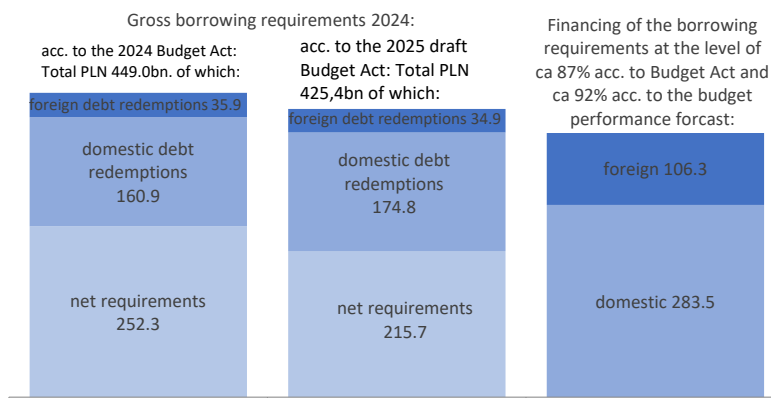 Gross borrowing requirements 2024:
acc. to the 2024 Budget Act:
Total PLN 449.0bn. of which:
foreign debt redemptions 35.9
domestic debt
redemptions
160.9
net requirements
252.3
acc. to the 2025 draft
Budget Act: Total PLN
425,4bn of which:
foreign debt redemptions 34.9
domestic debt
redemptions
174.8
net requirements
215.7
Financing of the borrowing
requirements at the level of
ca 87% acc. to Budget Act and
ca 92% acc. to the budget
performance forcast:
foreign 106.3
domestic 283.5